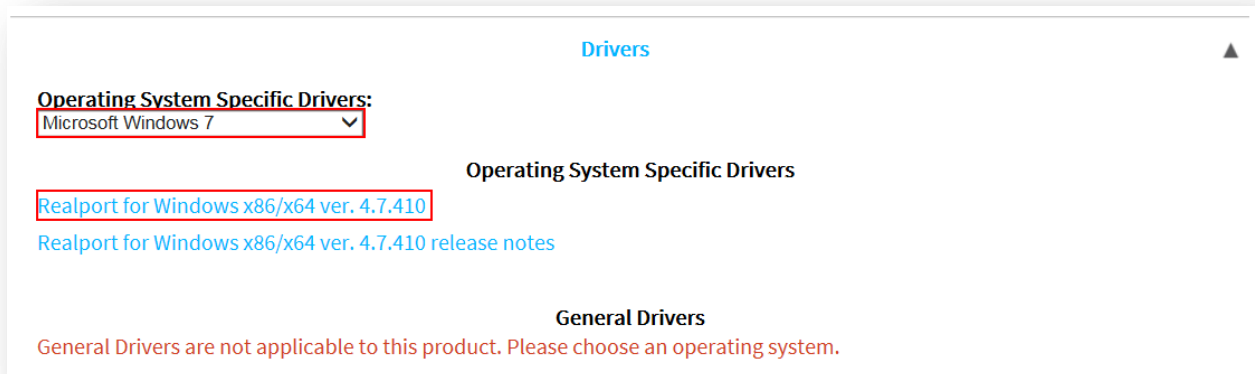 Drivers
Operating System Specific Drivers:
Microsoft Windows 7
Operating System Specific Drivers
Realport for Windows x86/x64 ver. 4.7.410
Realport for Windows x86/x64 ver. 4.7.410 release notes
General Drivers
General Drivers are not applicable to this product. Please choose an operating system.